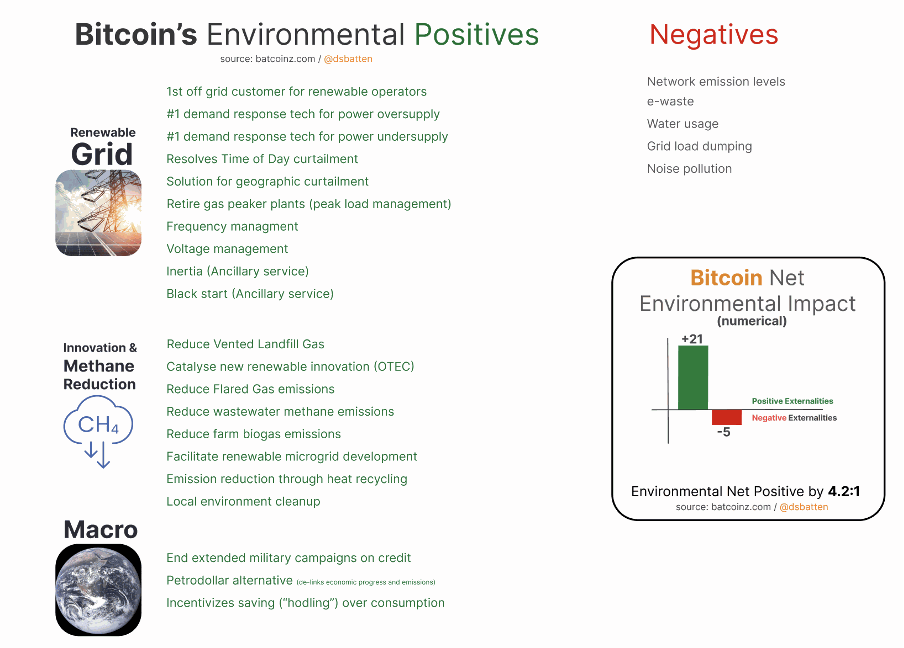 Bitcoin's Environmental Positives
source: batcoinz.com / @dsbatten
Renewable
Grid
1st off grid customer for renewable operators
#1 demand response tech for power oversupply
#1 demand response tech for power undersupply
Resolves Time of Day curtailment
Solution for geographic curtailment
Retire gas peaker plants (peak load management)
Frequency managment
Voltage management
Inertia (Ancillary service)
Black start (Ancillary service)
Innovation &
Methane
Reduction
CH₄
Reduce Vented Landfill Gas
Catalyse new renewable innovation (OTEC)
Reduce Flared Gas emissions
Reduce wastewater methane emissions
Reduce farm biogas emissions
Facilitate renewable microgrid development
Emission reduction through heat recycling
Local environment cleanup
Macro
End extended military campaigns on credit
Petrodollar alternative (de-links economic progress and emissions)
Incentivizes saving ("hodling") over consumption
Negatives
Network emission levels
e-waste
Water usage
Grid load dumping
Noise pollution
Bitcoin Net
Environmental Impact
(numerical)
+21
Positive Externalities
Negative Externalities
-5
Environmental Net Positive by 4.2:1
source: batcoinz.com / @dsbatten